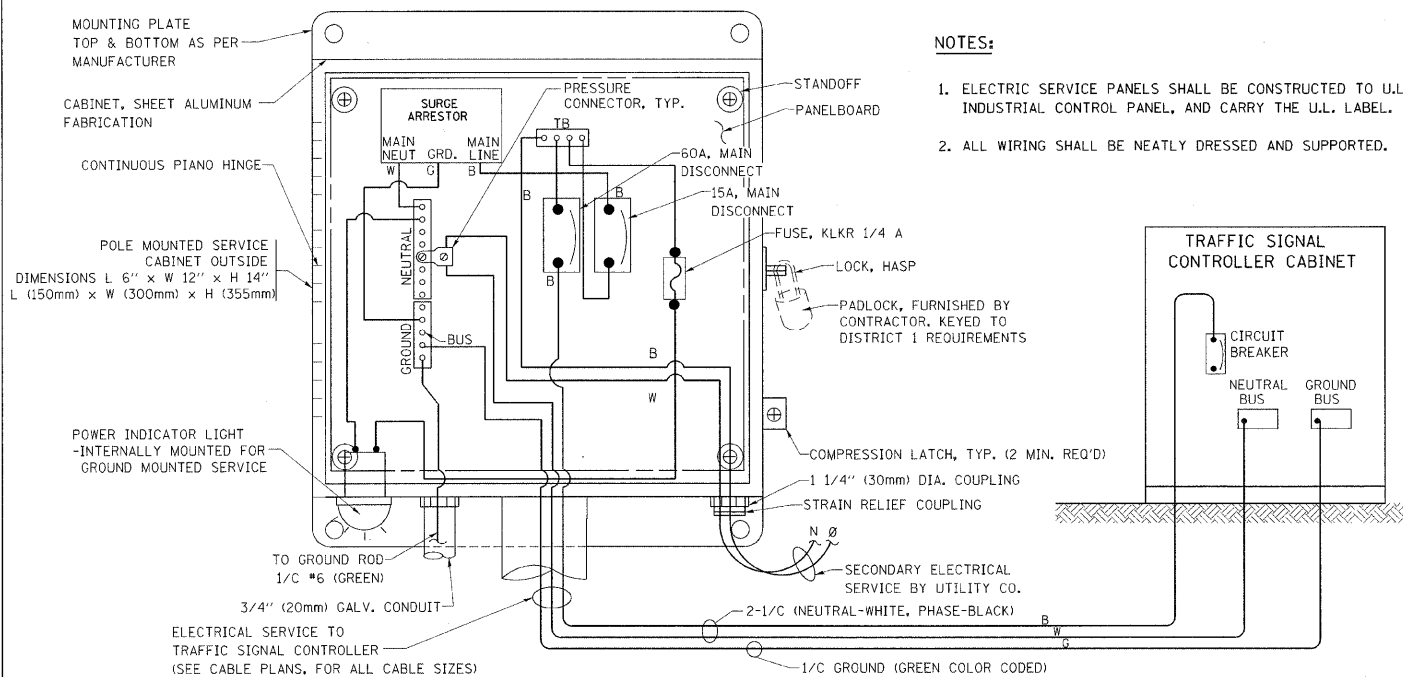 MOUNTING PLATE
TOP & BOTTOM AS PER
MANUFACTURER
CABINET, SHEET ALUMINUM
FABRICATION
CONTINUOUS PIANO HINGE
POLE MOUNTED SERVICE
CABINET OUTSIDE
DIMENSIONS L 6'' x W 12'' x H 14''
L (150mm) x W (300mm) x H (355mm)
POWER INDICATOR LIGHT
-INTERNALLY MOUNTED FOR
GROUND MOUNTED SERVICE
TO GROUND ROD
1/C #6 (GREEN)
3/4'' (20mm) GALV. CONDUIT
ELECTRICAL SERVICE TO
TRAFFIC SIGNAL CONTROLLER
(SEE CABLE PLANS, FOR ALL CABLE SIZES)
SURGE
ARRESTOR
MAIN
NEUT
GRD.
MAIN
LINE
W
G
B
PRESSURE
CONNECTOR, TYP.
TB
STANDOFF
PANELBOARD
60A, MAIN
DISCONNECT
15A, MAIN
DISCONNECT
B
B
B
NEUTRAL
GROUND
BUS
FUSE, KLKR 1/4 A
LOCK, HASP
PADLOCK, FURNISHED BY
CONTRACTOR. KEYED TO
DISTRICT 1 REQUIREMENTS
B
W
COMPRESSION LATCH, TYP. (2 MIN. REQ'D)
1 1/4'' (30mm) DIA. COUPLING
STRAIN RELIEF COUPLING
N Ø
SECONDARY ELECTRICAL
SERVICE BY UTILITY CO.
2-1/C (NEUTRAL-WHITE, PHASE-BLACK)
B
W
G
1/C GROUND (GREEN COLOR CODED)
NOTES:
1. ELECTRIC SERVICE PANELS SHALL BE CONSTRUCTED TO U.L
INDUSTRIAL CONTROL PANEL, AND CARRY THE U.L. LABEL.
2. ALL WIRING SHALL BE NEATLY DRESSED AND SUPPORTED.
TRAFFIC SIGNAL
CONTROLLER CABINET
CIRCUIT
BREAKER
NEUTRAL
BUS
GROUND
BUS